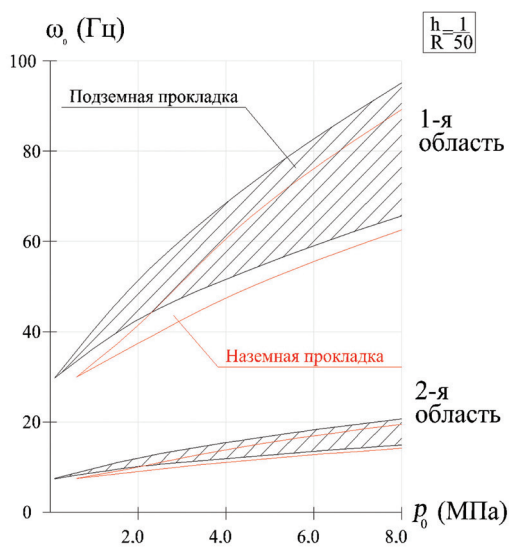 ω₀ (Гц)
h/R = 1/50
100
Подземная прокладка
1-я
область
80
60
40
Наземная прокладка
2-я
область
20
0
p₀ (МПа)
2.0 4.0 6.0 8.0